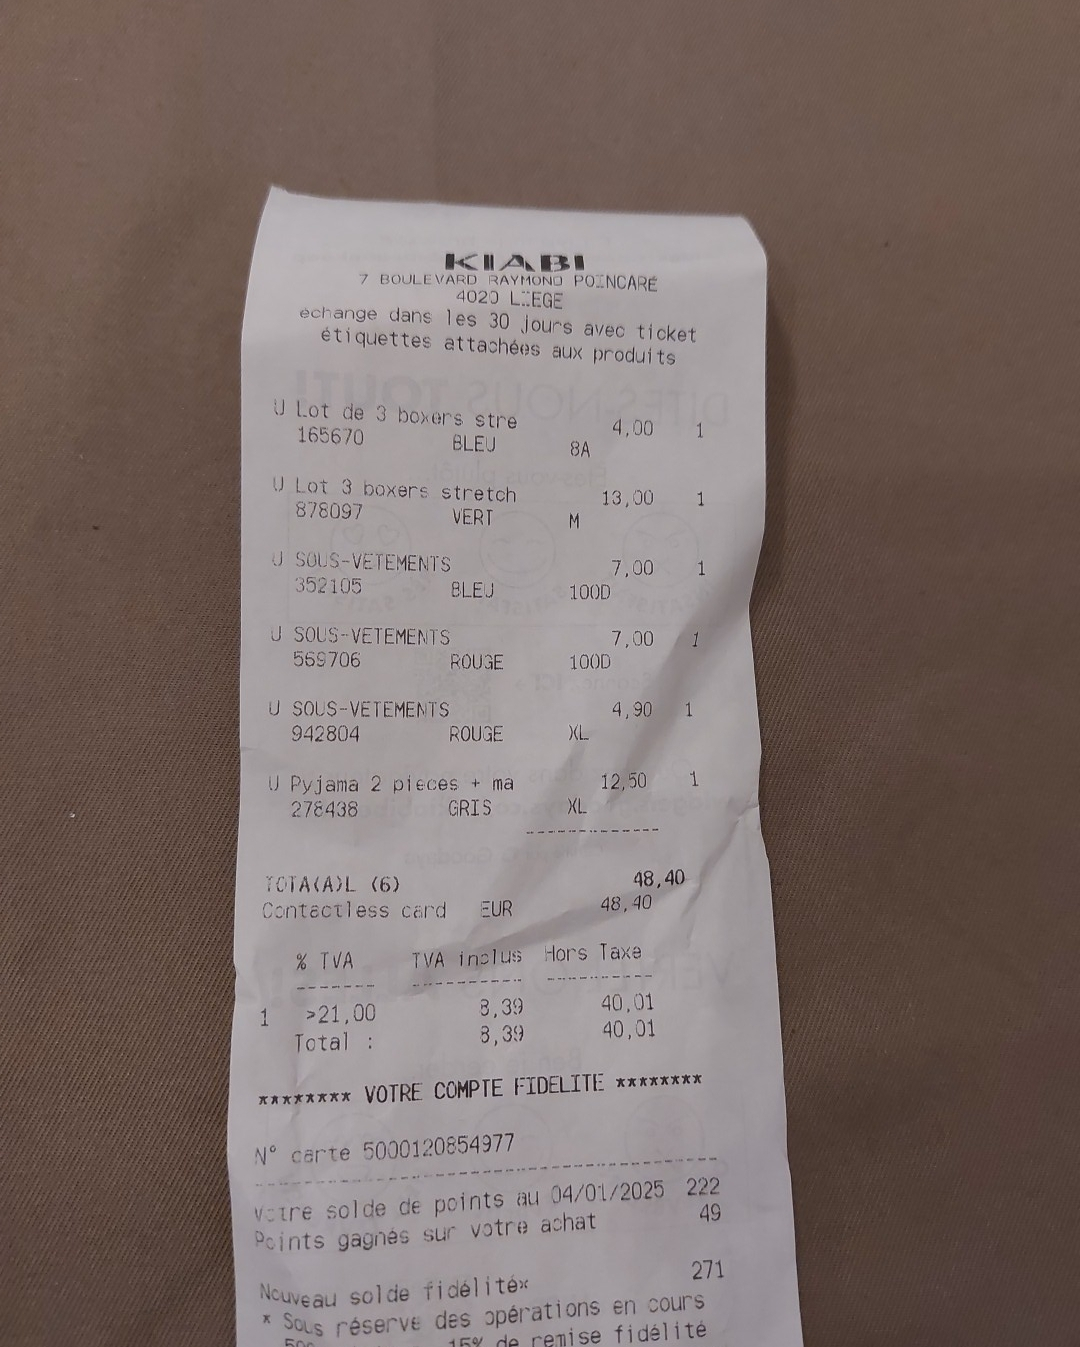 KIABI
7 BOULEVARD RAYMOND POINCARÉ
4020 LIEGE
échange dans les 30 jours avec ticket
étiquettes attachées aux produits
U Lot de 3 boxers stre 4,00 1
165670 BLEU 8A
U Lot 3 boxers stretch 13,00 1
878097 VERT M
U SOUS-VETEMENTS 7,00 1
352105 BLEU 100D
U SOUS-VETEMENTS 7,00 1
569706 ROUGE 100D
U SOUS-VETEMENTS 4,90 1
942804 ROUGE XL
U Pyjama 2 pieces + ma 12,50 1
278438 GRIS XL
-------------
TOTA(A)L (6) 48,40
Contactless card EUR 48,40
% TVA TVA inclus Hors Taxe
------- ---------- ----------
1 >21,00 8,39 40,01
Total : 8,39 40,01
******** VOTRE COMPTE FIDELITE ********
N° carte 5000120854977
----------------------------------------
Votre solde de points au 04/01/2025 222
Points gagnés sur votre achat 49
Nouveau solde fidélité* 271
* Sous réserve des opérations en cours
15% de remise fidélité